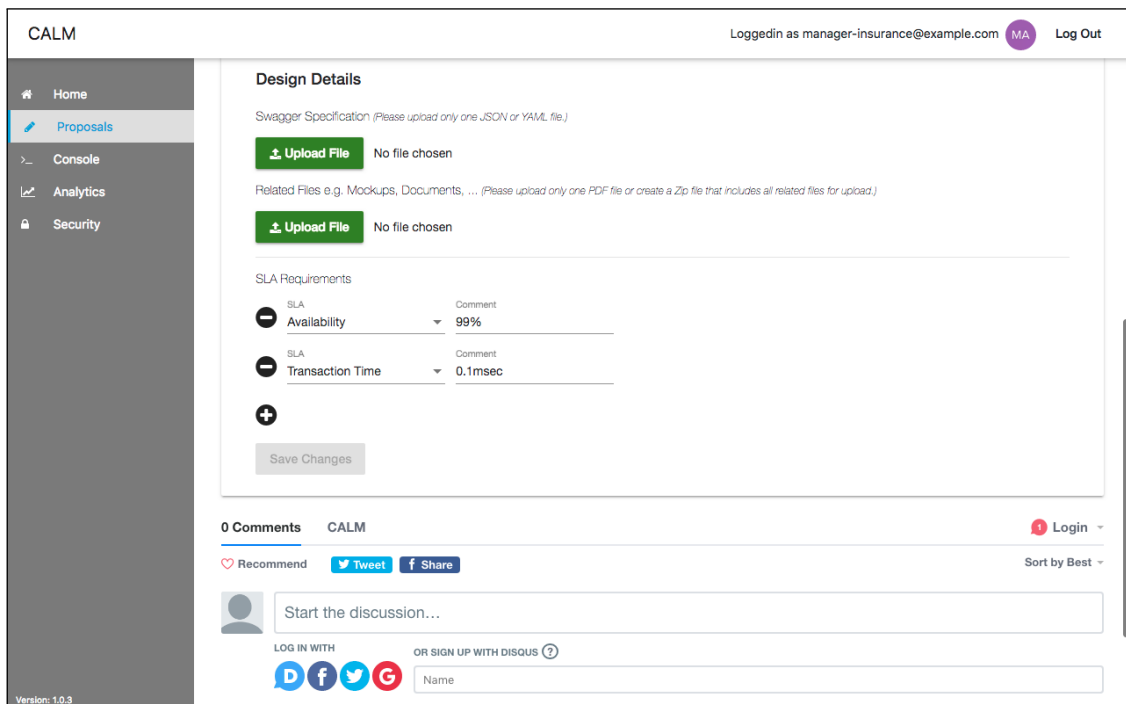 CALM
Loggedin as manager-insurance@example.com MA Log Out
Home
Proposals
Console
Analytics
Security
Version: 1.0.3
Design Details
Swagger Specification (Please upload only one JSON or YAML file.)
Upload File No file chosen
Related Files e.g. Mockups, Documents, ... (Please upload only one PDF file or create a Zip file that includes all related files for upload.)
Upload File No file chosen
SLA Requirements
SLA Comment
Availability 99%
SLA Comment
Transaction Time 0.1msec
Save Changes
0 Comments CALM 1 Login
Recommend Tweet f Share Sort by Best
Start the discussion...
LOG IN WITH OR SIGN UP WITH DISQUS ?
D f G
Name